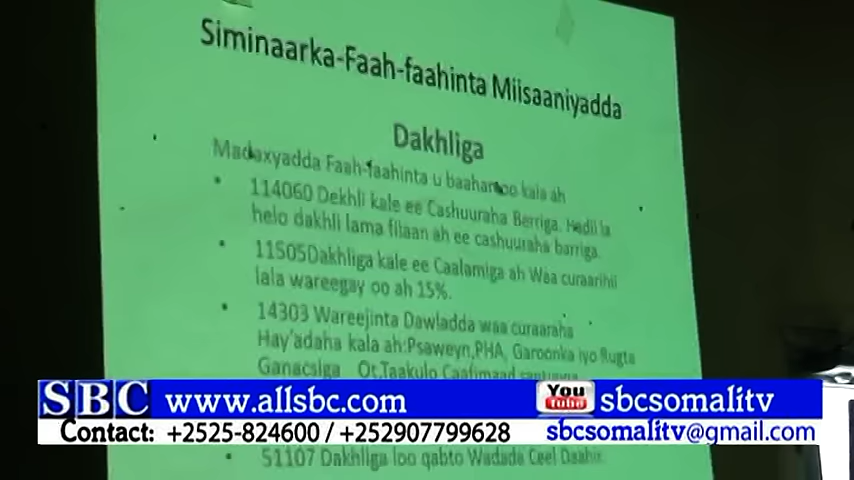 Siminaarka-Faah-faahinta Miisaaniyadda
Dakhliga
Madaxyadda Faah-faahinta u baahan oo kala ah
• 114060 Dekhli kale ee Cashuuraha Berriga. Hadii la
helo dakhli lama filaan ah ee cashuuraha barriga.
• 11505Dakhliga kale ee Caalamiga ah Waa curaarihii
lala wareegay oo ah 15%.
• 14303 Wareejinta Dawladda waa curaaraha
Hay'adaha kala ah:Psaweyn,PHA, Garoonka iyo Rugta
Ganacsiga Ot,Taakulo Caafimaad
SBC www.allsbc.com You Tube sbcsomalitv
Contact: +2525-824600 / +252907799628 sbcsomalitv@gmail.com
• 51107 Dakhliga loo qabto Wadada Ceel Daahir.